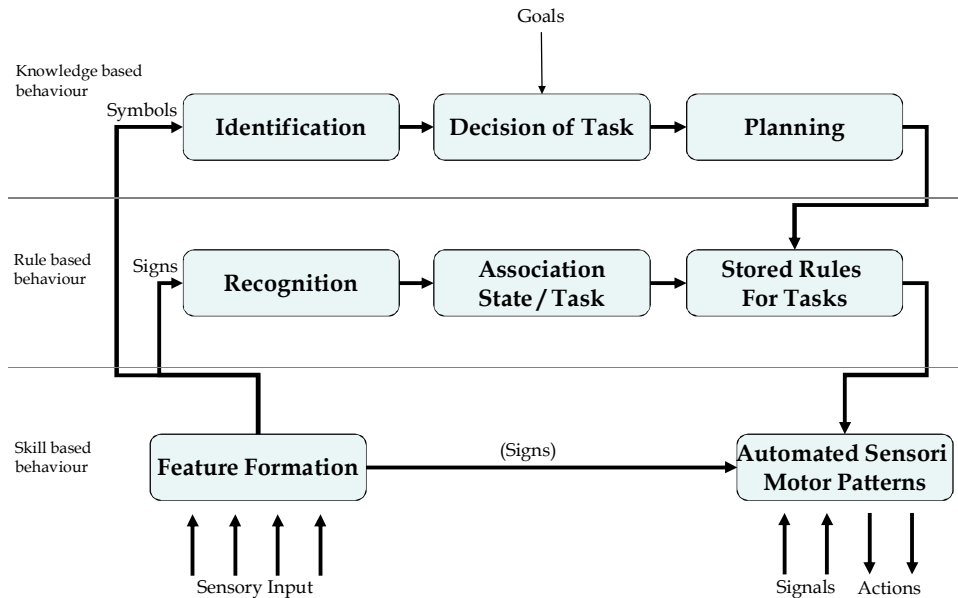 Goals
Knowledge based
behaviour
Symbols
Identification
Decision of Task
Planning
Rule based
behaviour
Signs
Recognition
Association
State / Task
Stored Rules
For Tasks
Skill based
behaviour
Feature Formation
(Signs)
Automated Sensori
Motor Patterns
Sensory Input
Signals
Actions